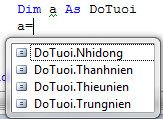 Dim a As DoTuoi
a=
DoTuoi.Nhidong
DoTuoi.Thanhnien
DoTuoi.Thieunien
DoTuoi.Trungnien